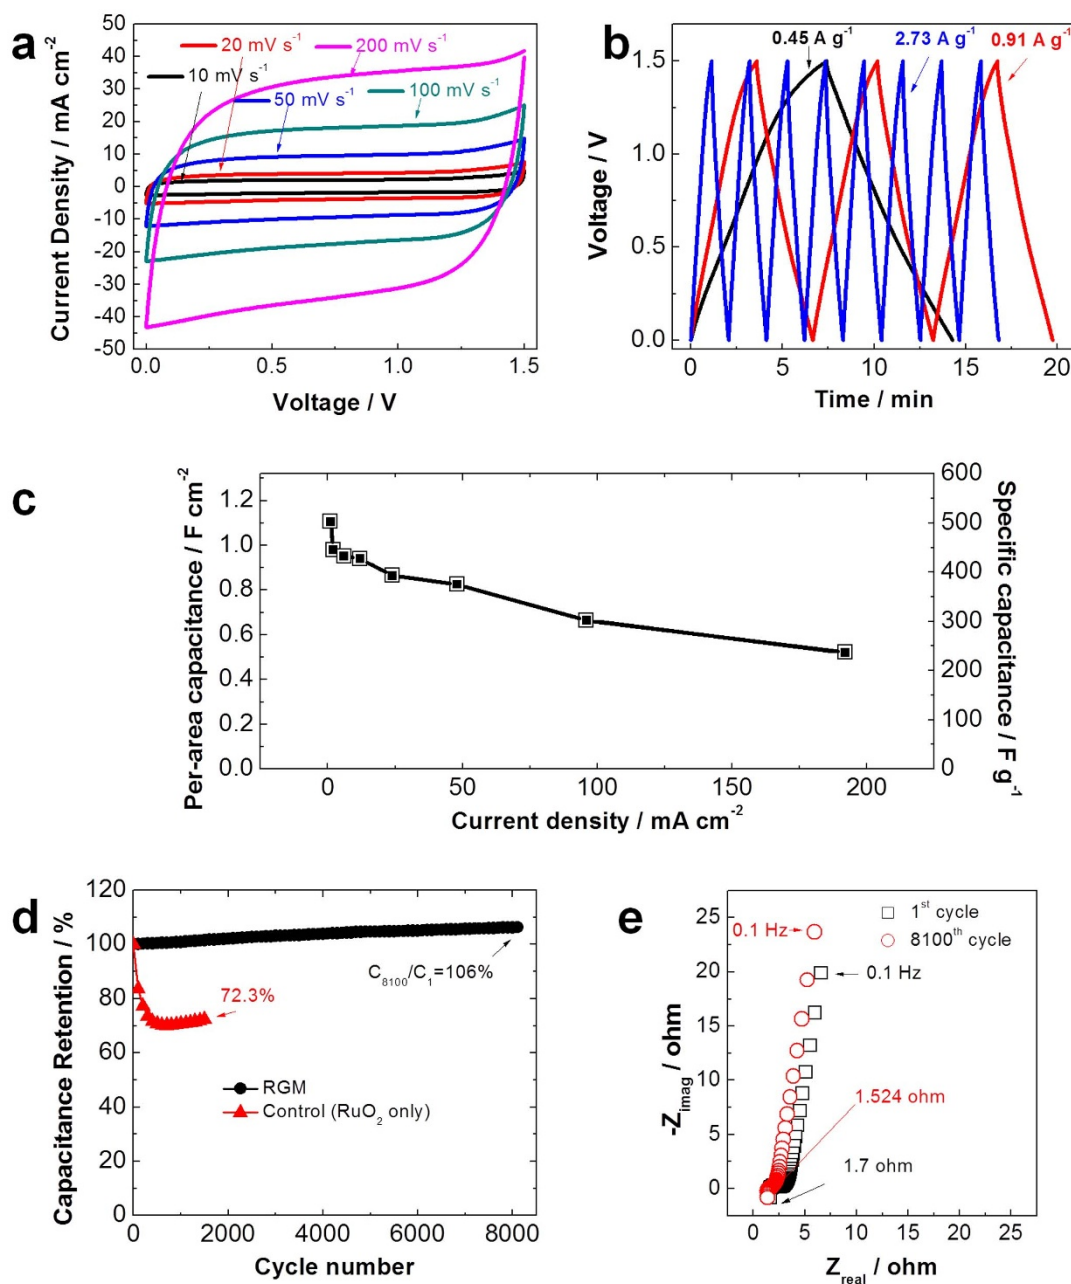 a
Current Density / mA cm⁻²
50
40
30
20
10
0
-10
-20
-30
-40
-50
20 mV s⁻¹
200 mV s⁻¹
10 mV s⁻¹
50 mV s⁻¹
100 mV s⁻¹
0.0
0.5
1.0
1.5
Voltage / V
b
Voltage / V
1.5
1.0
0.5
0.0
0.45 A g⁻¹
2.73 A g⁻¹
0.91 A g⁻¹
0
5
10
15
20
Time / min
c
Per-area capacitance / F cm⁻²
1.2
1.0
0.8
0.6
0.4
0.2
0.0
600
500
400
300
200
100
0
Specific capacitance / F g⁻¹
0
50
100
150
200
Current density / mA cm⁻²
d
Capacitance Retention / %
120
100
80
60
40
20
0
C₈₁₀₀/C₁=106%
72.3%
RGM
Control (RuO₂ only)
0
2000
4000
6000
8000
Cycle number
e
-Z_imag / ohm
25
20
15
10
5
0
1ˢᵗ cycle
8100ᵗʰ cycle
0.1 Hz
0.1 Hz
1.524 ohm
1.7 ohm
0
5
10
15
20
25
Z_real / ohm